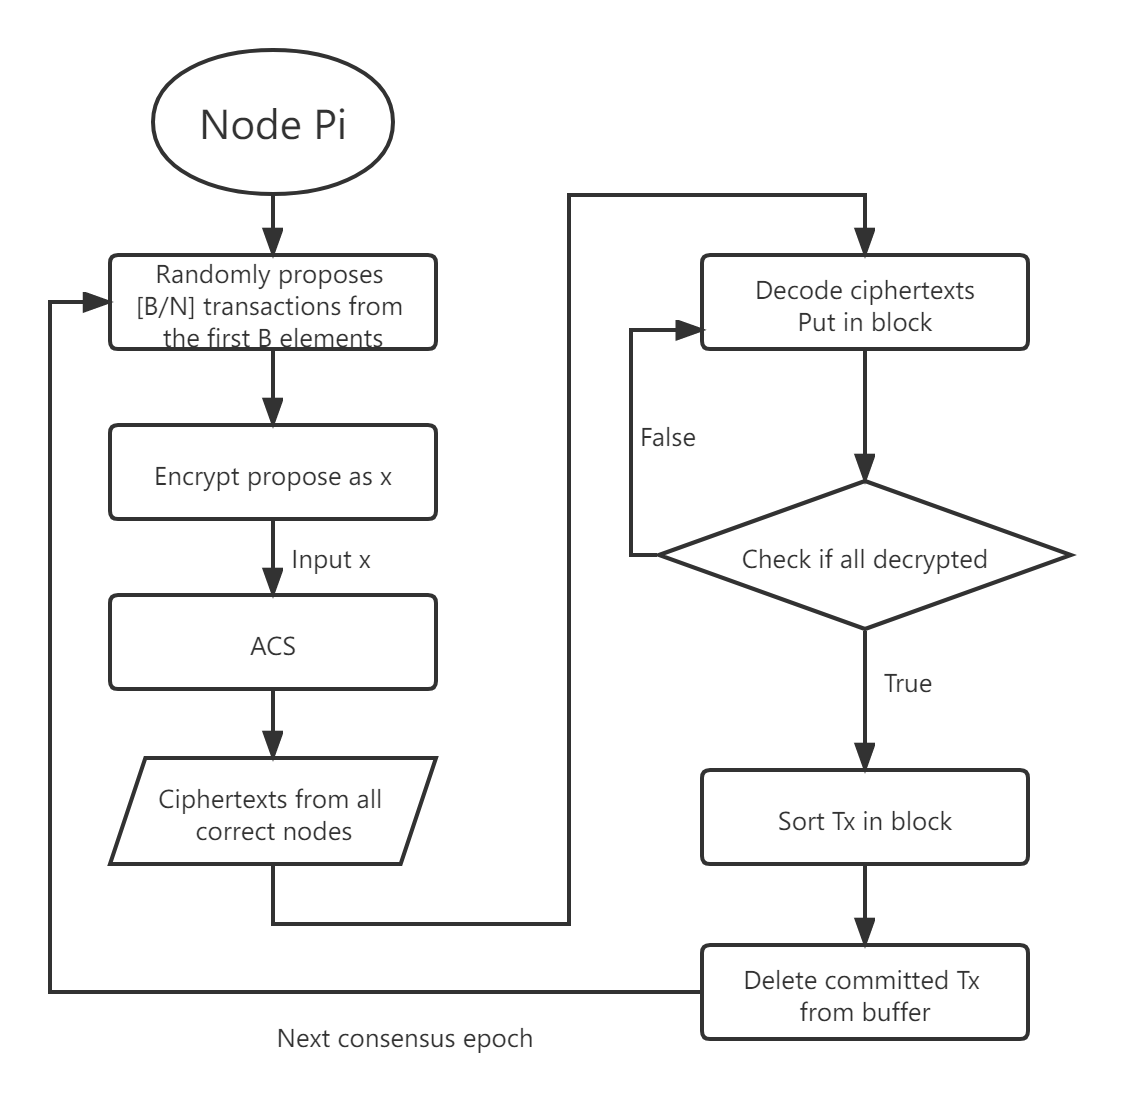 Node Pi
Randomly proposes
[B/N] transactions from
the first B elements
Encrypt propose as x
Input x
ACS
Ciphertexts from all
correct nodes
Decode ciphertexts
Put in block
False
Check if all decrypted
True
Sort Tx in block
Delete committed Tx
from buffer
Next consensus epoch